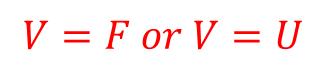 V = F or V = U